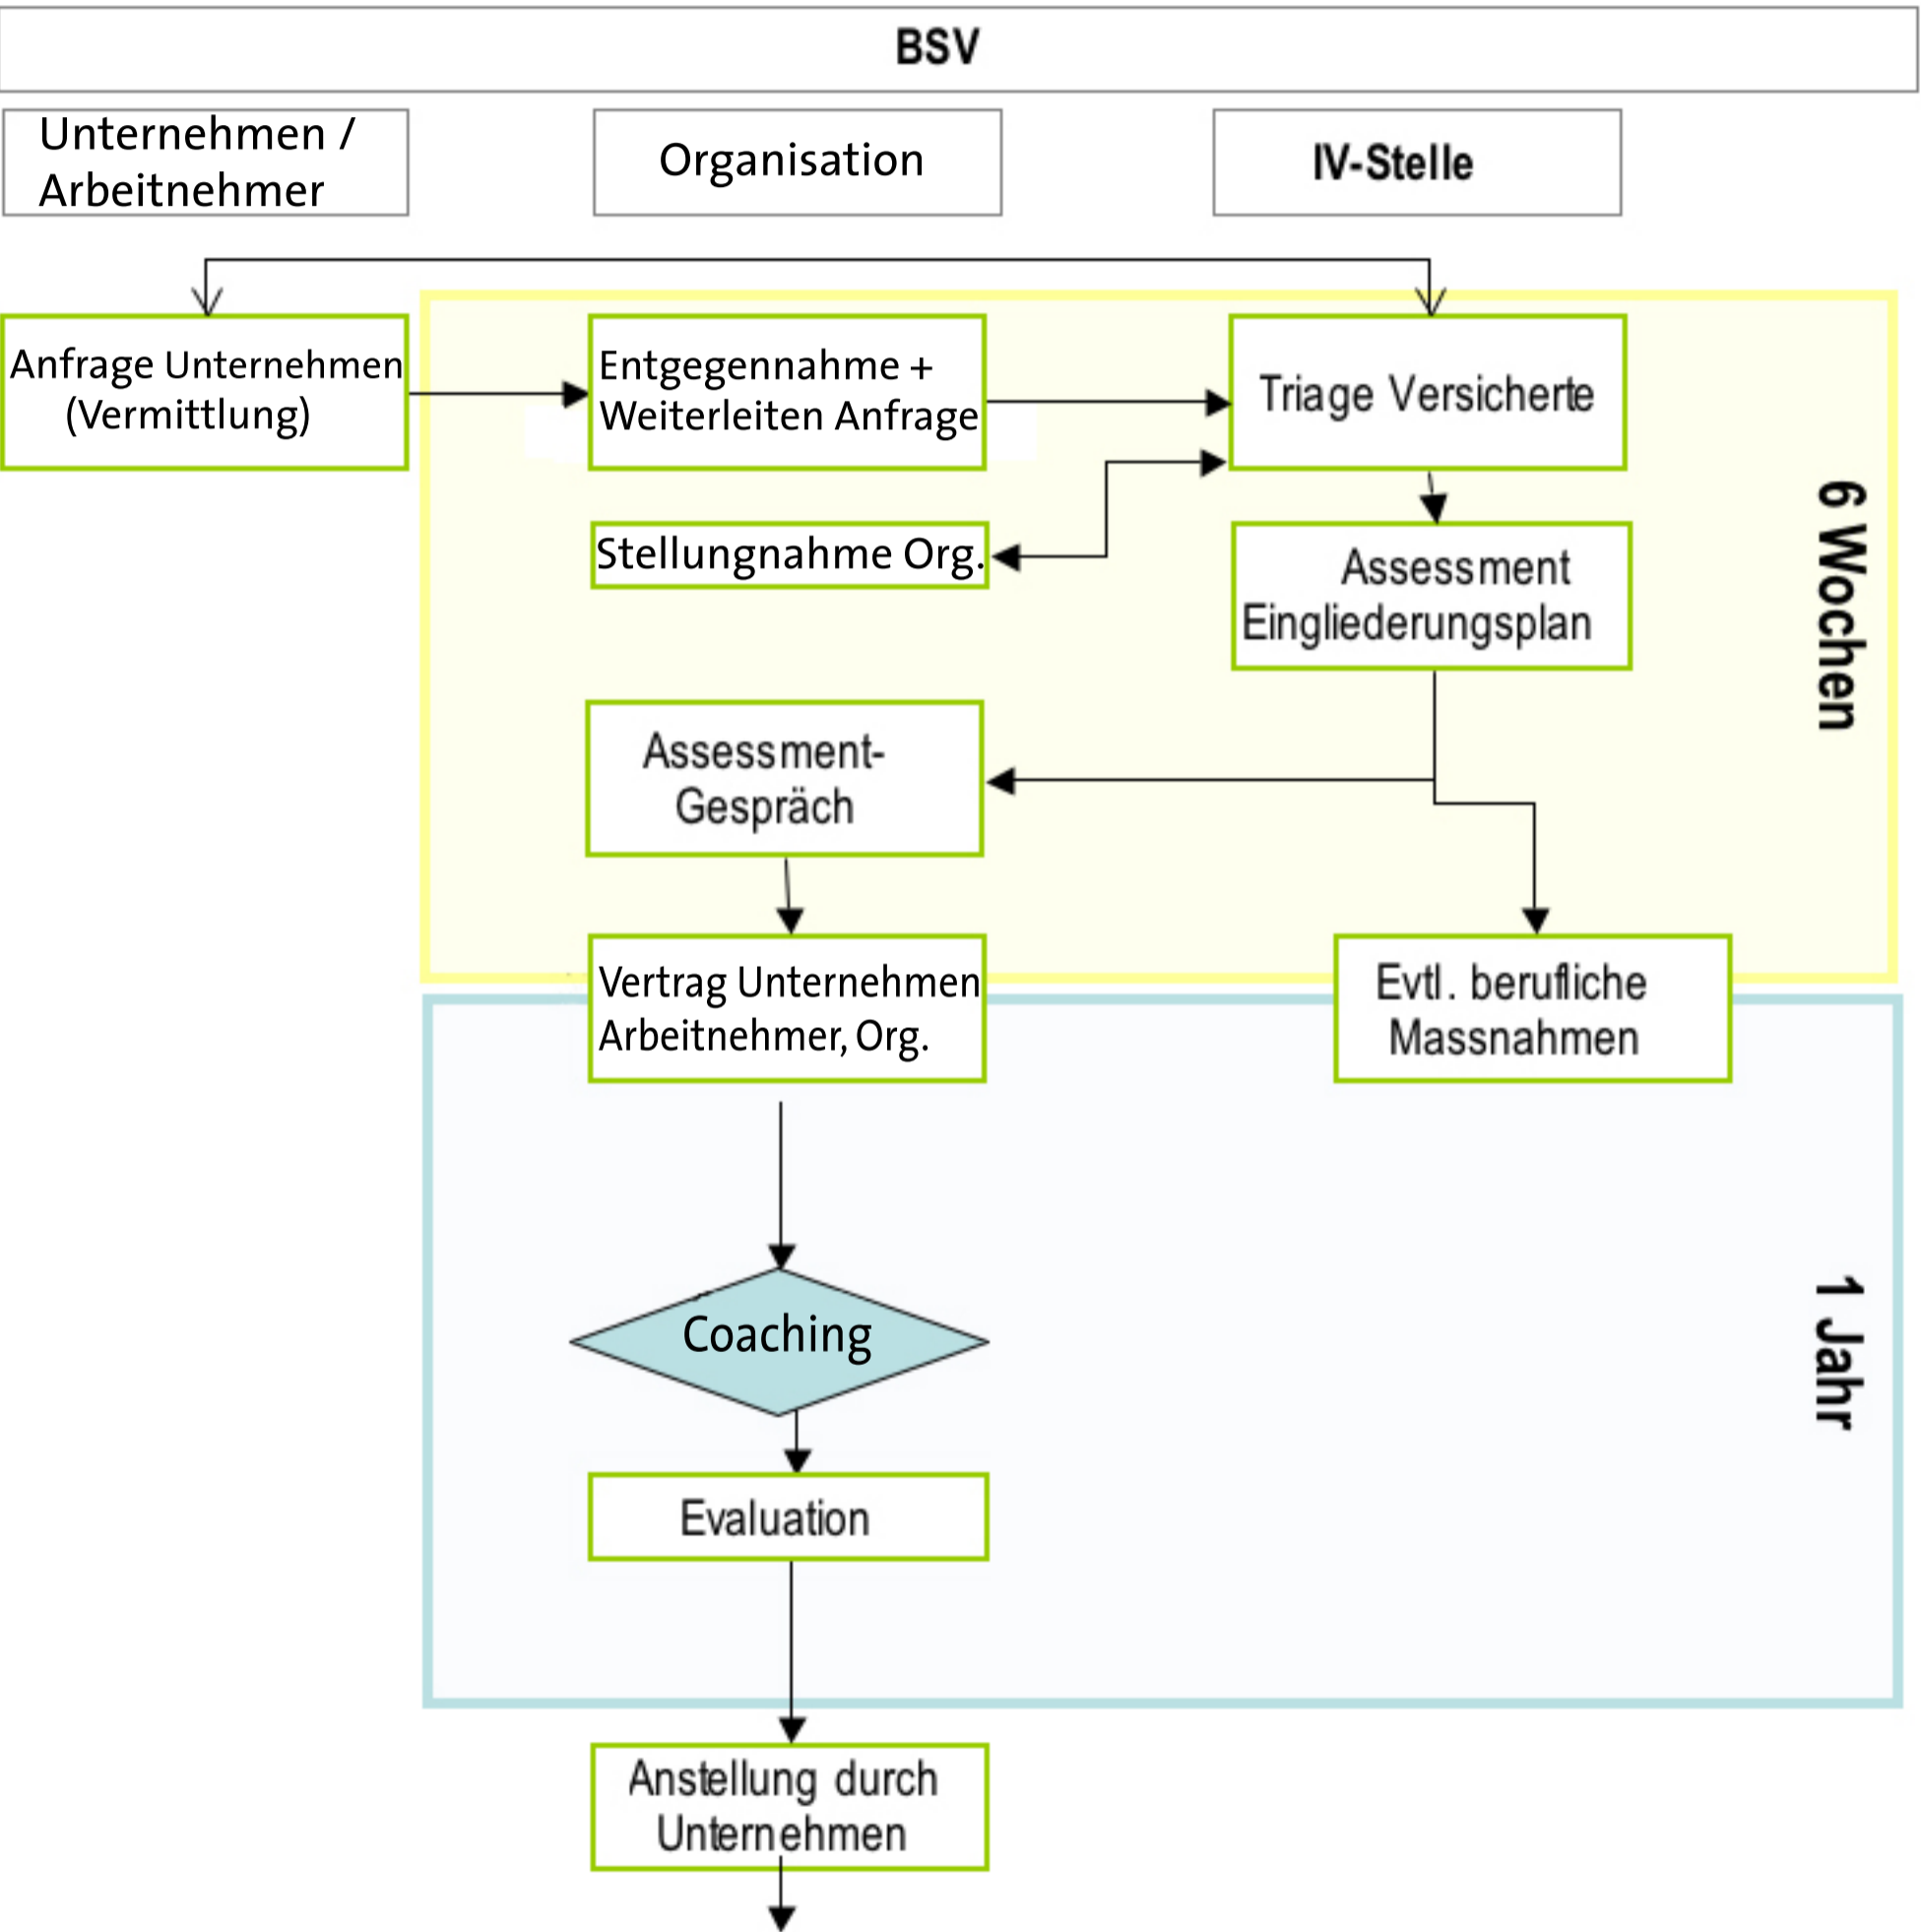 BSV
Unternehmen /
Arbeitnehmer
Organisation
IV-Stelle
Anfrage Unternehmen
(Vermittlung)
Entgegennahme +
Weiterleiten Anfrage
Triage Versicherte
Stellungnahme Org.
Assessment
Eingliederungsplan
6 Wochen
Assessment-
Gespräch
Vertrag Unternehmen
Arbeitnehmer, Org.
Evtl. berufliche
Massnahmen
Coaching
1 Jahr
Evaluation
Anstellung durch
Unternehmen